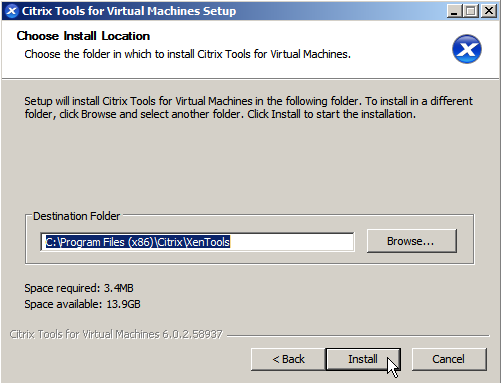 Citrix Tools for Virtual Machines Setup
Choose Install Location
Choose the folder in which to install Citrix Tools for Virtual Machines.
Setup will install Citrix Tools for Virtual Machines in the following folder. To install in a different
folder, click Browse and select another folder. Click Install to start the installation.
Destination Folder
C:\Program Files (x86)\Citrix\XenTools
Browse...
Space required: 3.4MB
Space available: 13.9GB
Citrix Tools for Virtual Machines 6.0.2.58937
< Back
Install
Cancel